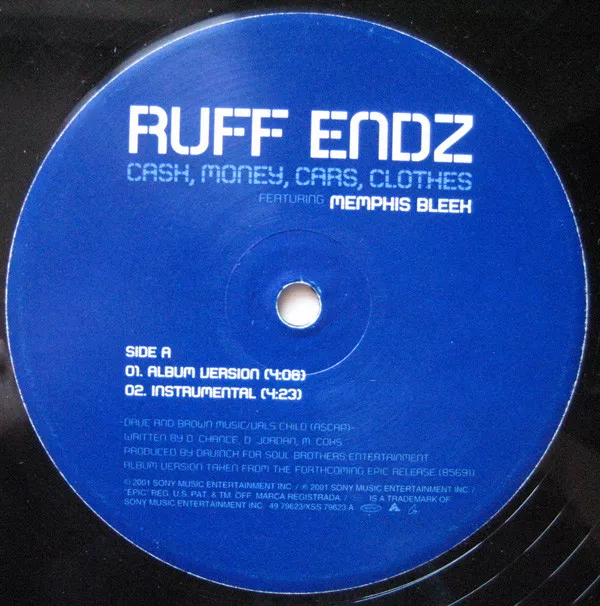 RUFF ENDZ
CASH, MONEY, CARS, CLOTHES
FEATURING MEMPHIS BLEEK
SIDE A
01. ALBUM VERSION (4:08)
02. INSTRUMENTAL (4:23)
-DAVE AND BROWN MUSIC/VALS CHILD (ASCAP)-
WRITTEN BY D. CHANCE, D. JORDAN, M. COXS
PRODUCED BY DAVINCH FOR SOUL BROTHERS ENTERTAINMENT
ALBUM VERSION TAKEN FROM THE FORTHCOMING EPIC RELEASE (85691)
© 2001 SONY MUSIC ENTERTAINMENT INC. / ℗ 2001 SONY MUSIC ENTERTAINMENT INC. /
"EPIC" REG. U.S. PAT. & TM. OFF. MARCA REGISTRADA / IS A TRADEMARK OF
SONY MUSIC ENTERTAINMENT INC. 49 79623/XSS 79623 A